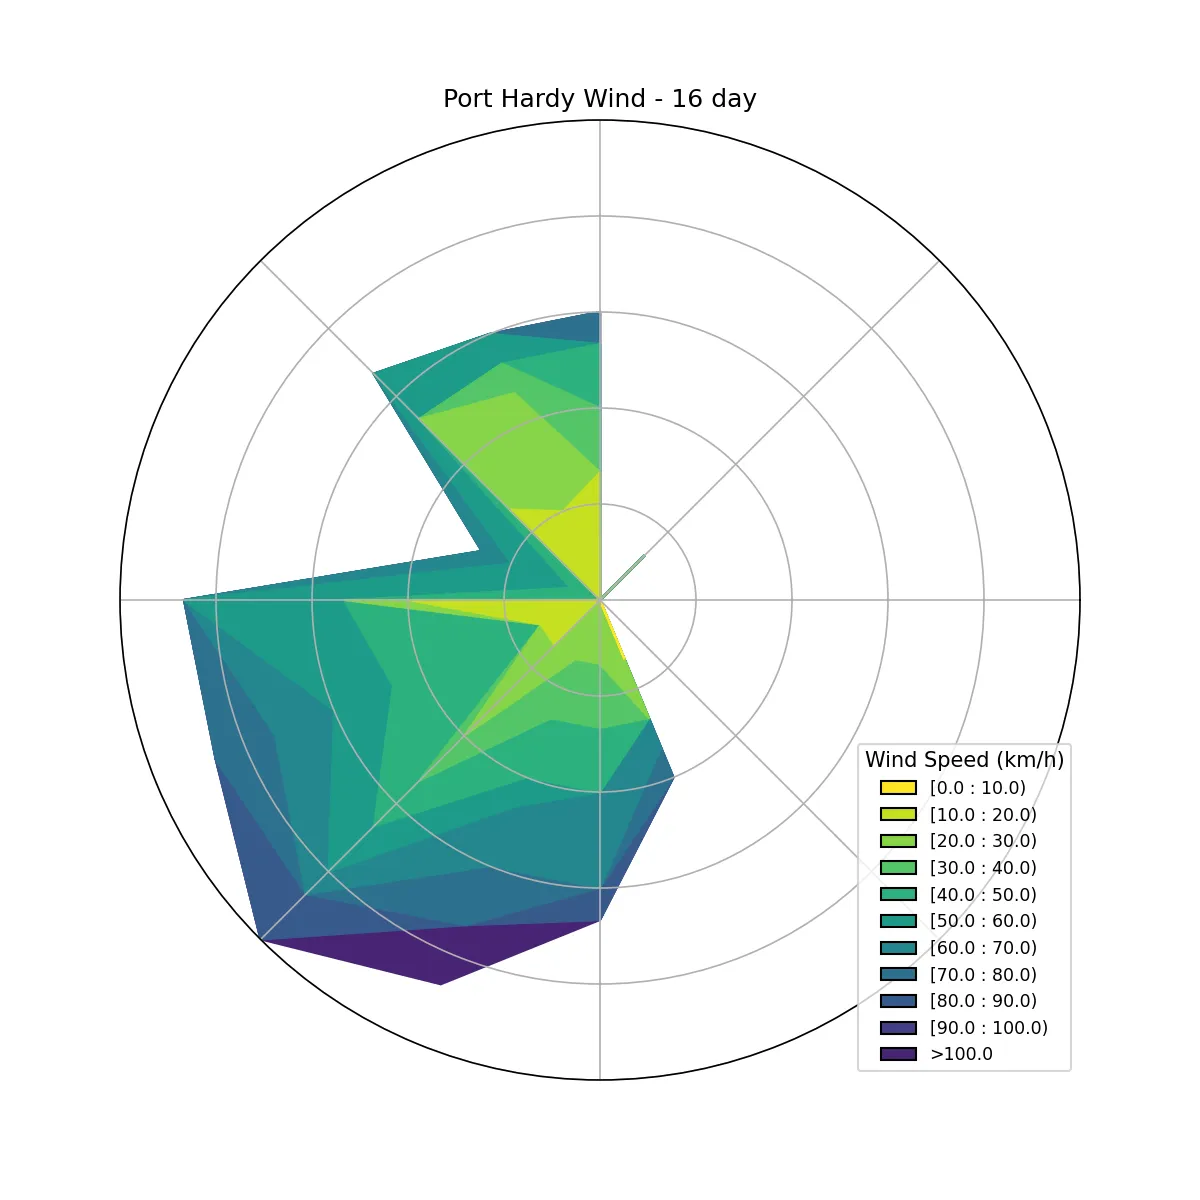 Port Hardy Wind - 16 day
Wind Speed (km/h)
[0.0 : 10.0)
[10.0 : 20.0)
[20.0 : 30.0)
[30.0 : 40.0)
[40.0 : 50.0)
[50.0 : 60.0)
[60.0 : 70.0)
[70.0 : 80.0)
[80.0 : 90.0)
[90.0 : 100.0)
>100.0